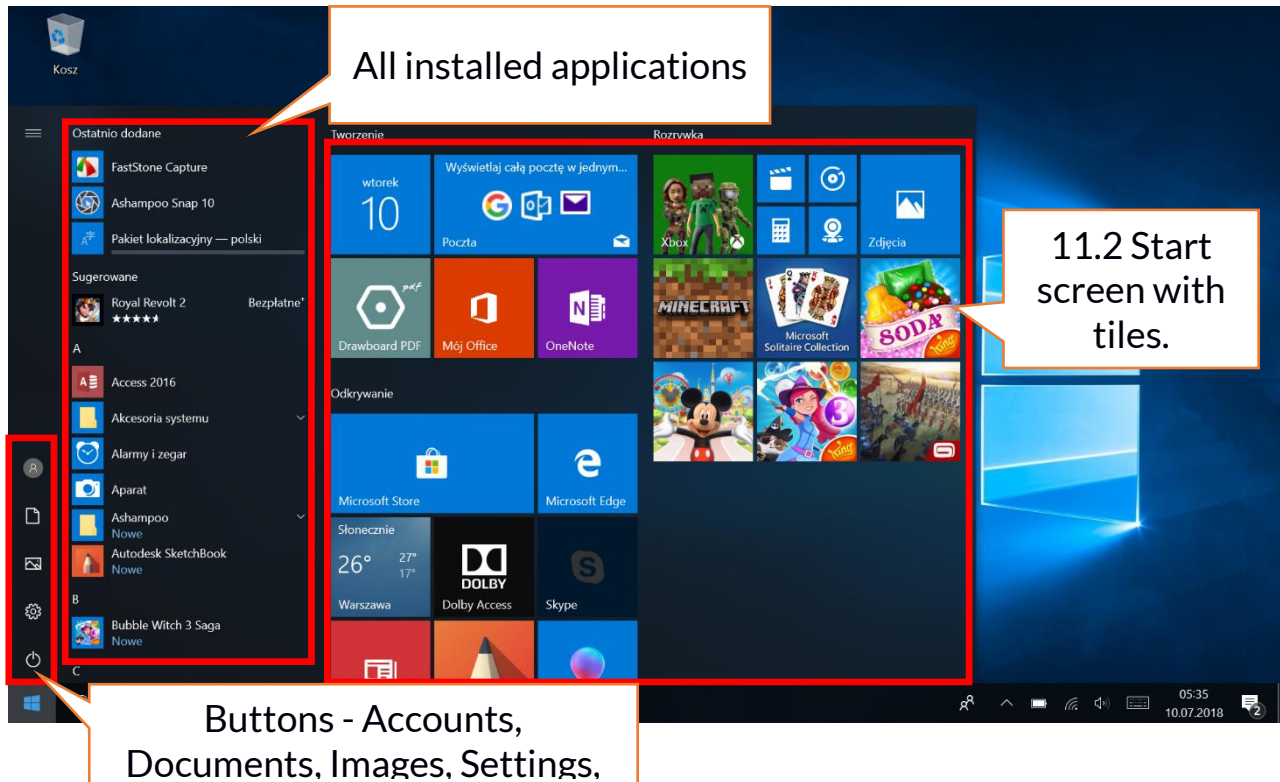 Kosz
All installed applications
Ostatnio dodane
FastStone Capture
Ashampoo Snap 10
Pakiet lokalizacyjny — polski
Sugerowane
Royal Revolt 2 Bezpłatne+
A
Access 2016
Akcesoria systemu
Alarmy i zegar
Aparat
Ashampoo
Nowe
Autodesk SketchBook
Nowe
B
Bubble Witch 3 Saga
Nowe
C
Tworzenie
wtorek
10
Wyświetlaj całą pocztę w jednym...
Poczta
pdf
Drawboard PDF
Mój Office
N
OneNote
Odkrywanie
Microsoft Store
Microsoft Edge
Słonecznie
26° 27°
17°
Warszawa
DOLBY
Dolby Access
Skype
Rozrywka
Xbox
Zdjęcia
MINECRAFT
Microsoft
Solitaire Collection
SODA
King
3
King
11.2 Start
screen with
tiles.
Buttons - Accounts,
Documents, Images, Settings,
05:35
10.07.2018
2